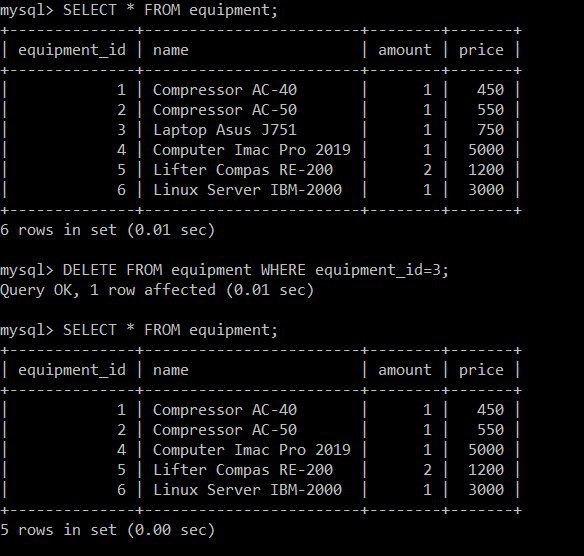 mysql> SELECT * FROM equipment;
+--------------+----------------------+--------+-------+
| equipment_id | name                 | amount | price |
+--------------+----------------------+--------+-------+
|            1 | Compressor AC-40     |      1 |   450 |
|            2 | Compressor AC-50     |      1 |   550 |
|            3 | Laptop Asus J751     |      1 |   750 |
|            4 | Computer Imac Pro 2019 |      1 |  5000 |
|            5 | Lifter Compas RE-200 |      2 |  1200 |
|            6 | Linux Server IBM-2000 |      1 |  3000 |
+--------------+----------------------+--------+-------+
6 rows in set (0.01 sec)
mysql> DELETE FROM equipment WHERE equipment_id=3;
Query OK, 1 row affected (0.01 sec)
mysql> SELECT * FROM equipment;
+--------------+----------------------+--------+-------+
| equipment_id | name                 | amount | price |
+--------------+----------------------+--------+-------+
|            1 | Compressor AC-40     |      1 |   450 |
|            2 | Compressor AC-50     |      1 |   550 |
|            4 | Computer Imac Pro 2019 |      1 |  5000 |
|            5 | Lifter Compas RE-200 |      2 |  1200 |
|            6 | Linux Server IBM-2000 |      1 |  3000 |
+--------------+----------------------+--------+-------+
5 rows in set (0.00 sec)